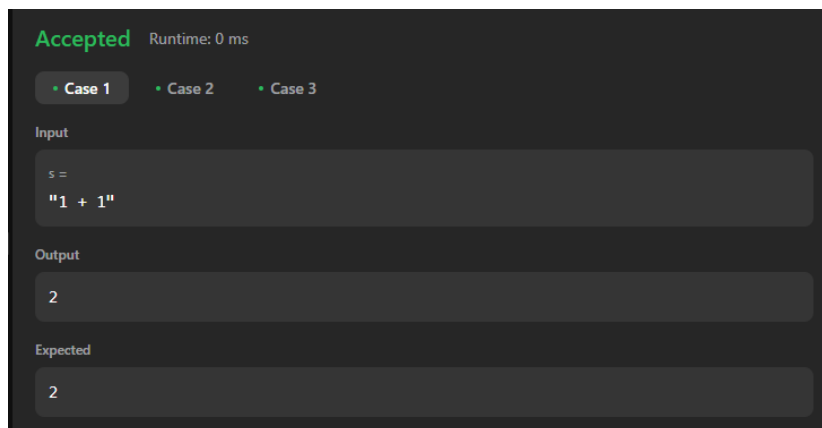 Accepted Runtime: 0 ms
• Case 1 • Case 2 • Case 3
Input
s =
"1 + 1"
Output
2
Expected
2